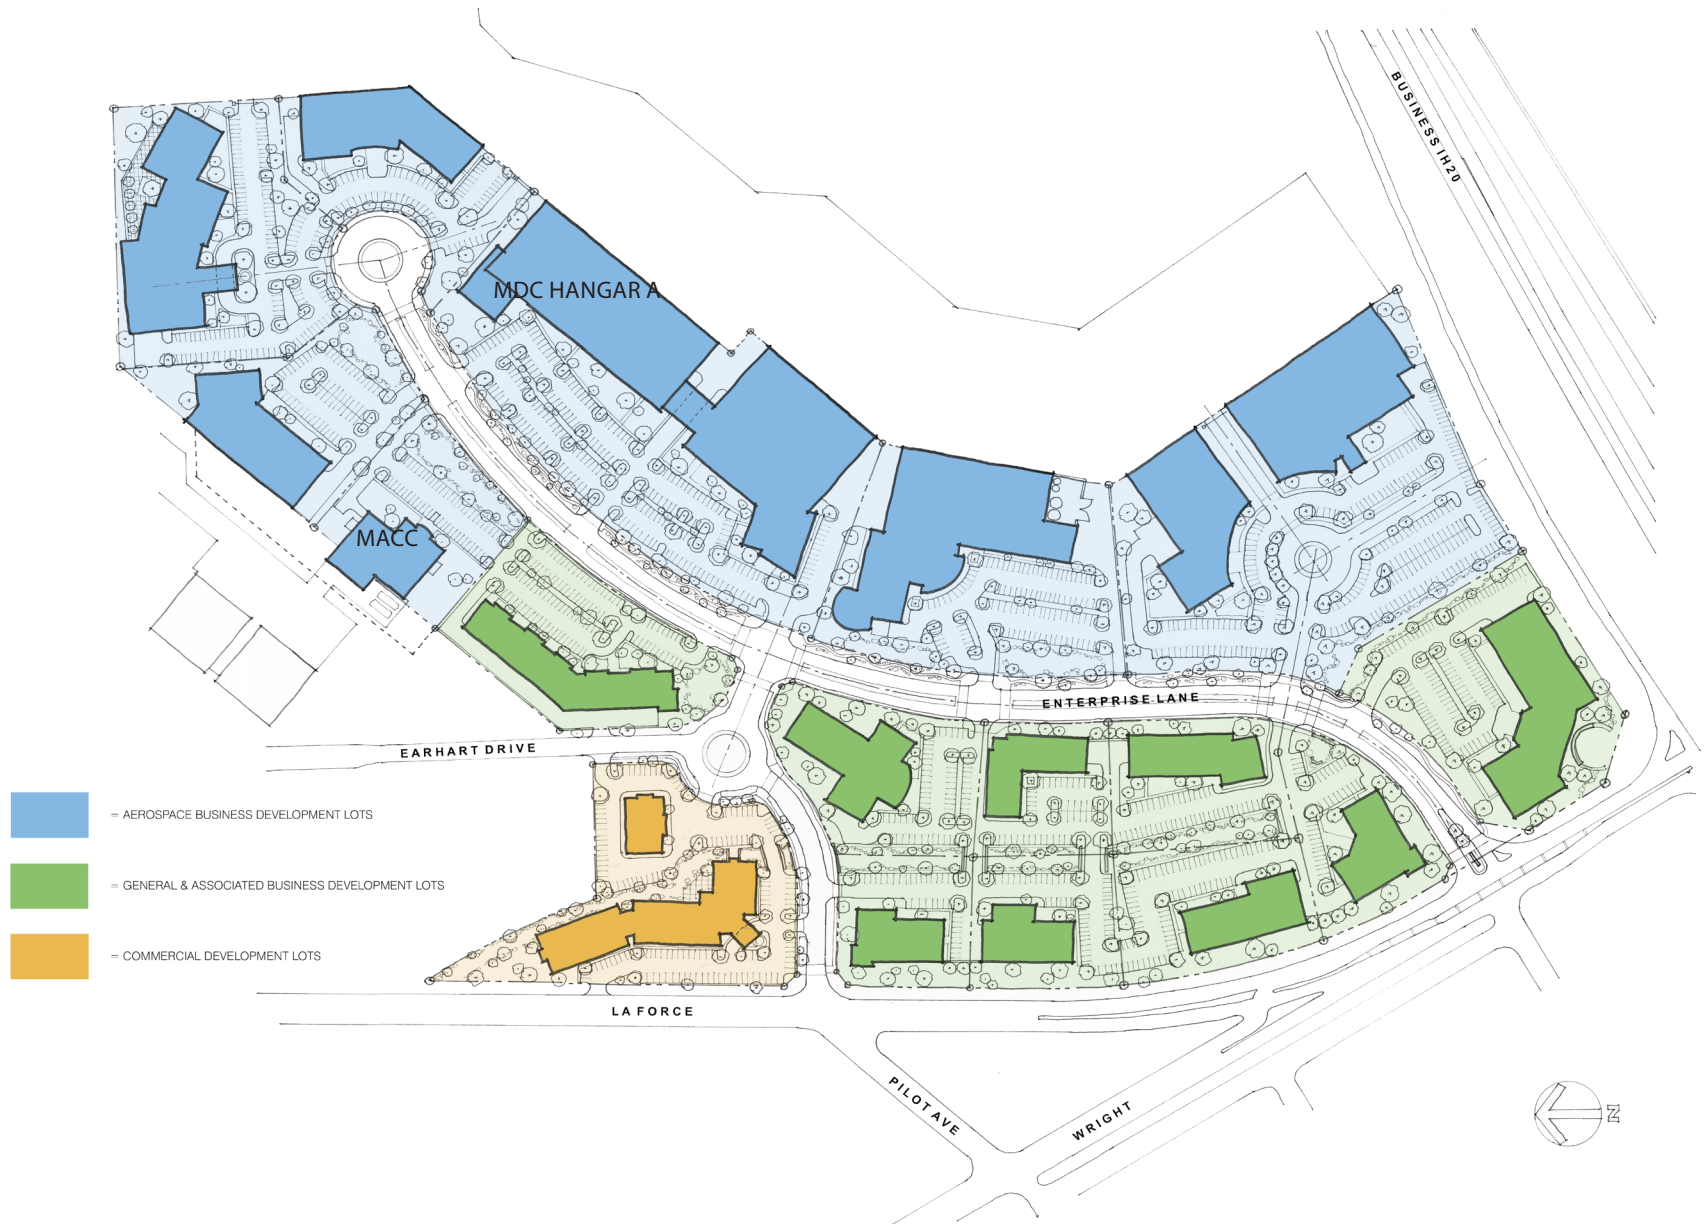 BUSINESS IH20
MDC HANGAR A
MACC
ENTERPRISE LANE
EARHART DRIVE
= AEROSPACE BUSINESS DEVELOPMENT LOTS
= GENERAL & ASSOCIATED BUSINESS DEVELOPMENT LOTS
= COMMERCIAL DEVELOPMENT LOTS
LA FORCE
PILOT AVE
WRIGHT
N